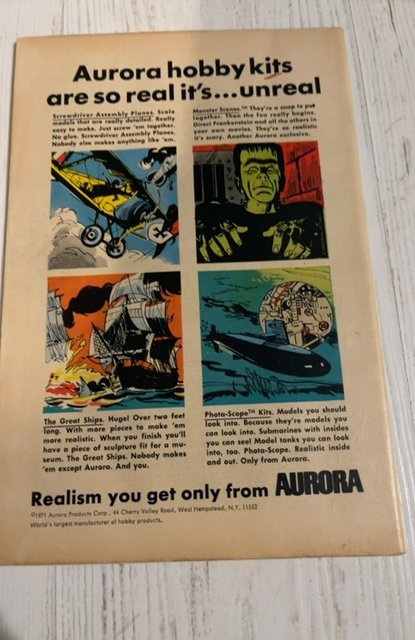 Aurora hobby kits
are so real it's...unreal
Screwdriver Assembly Planes. Scale
models that are really detailed. Really
easy to make. Just screw 'em together.
No glue. Screwdriver Assembly Planes.
Nobody else makes anything like 'em.
Monster Scenes.™ They're a snap to put
together. Then the fun really begins.
Direct Frankenstein and all the others in
your own movies. They're so realistic
it's scary. Another Aurora exclusive.
The Great Ships. Huge! Over two feet
long. With more pieces to make 'em
more realistic. When you finish you'll
have a piece of sculpture fit for a mu-
seum. The Great Ships. Nobody makes
'em except Aurora. And you.
Photo-Scope™ Kits. Models you should
look into. Because they're models you
can look into. Submarines with insides
you can see! Model tanks you can look
into, too. Photo-Scope. Realistic inside
and out. Only from Aurora.
Realism you get only from AURORA
©1971 Aurora Products Corp., 44 Cherry Valley Road, West Hempstead, N.Y. 11552
World's largest manufacturer of hobby products.